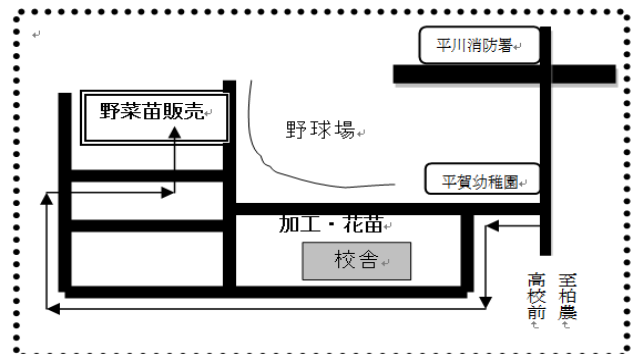 平川消防署
野菜苗販売
野球場
平賀幼稚園
加工・花苗
校舎
至柏農
高校前